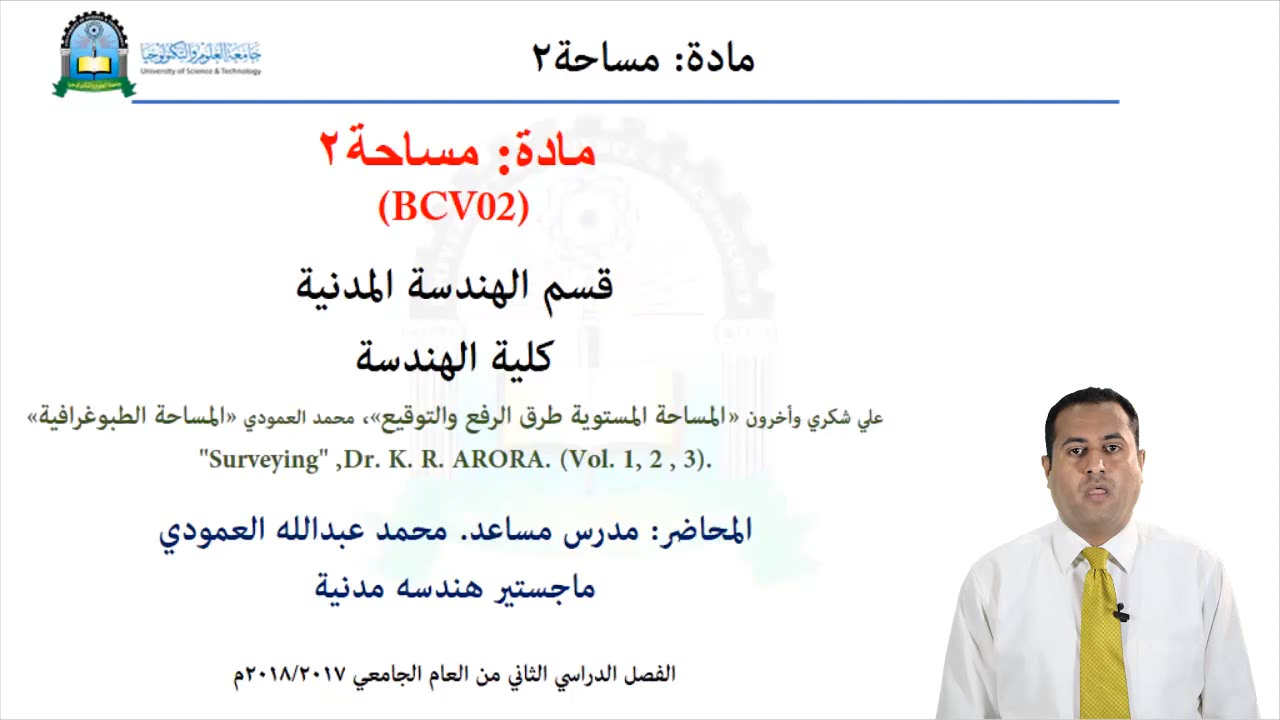 جامعة العلوم والتكنولوجيا
University of Science & Technology
مادة: مساحة٢
مادة: مساحة٢
(BCV02)
قسم الهندسة المدنية
كلية الهندسة
علي شكري وأخرون «المساحة المستوية طرق الرفع والتوقيع»، محمد العمودي «المساحة الطبوغرافية»
"Surveying" ,Dr. K. R. ARORA. (Vol. 1, 2 , 3).
المحاضر: مدرس مساعد. محمد عبدالله العمودي
ماجستير هندسه مدنية
الفصل الدراسي الثاني من العام الجامعي ٢٠١٨/٢٠١٧م